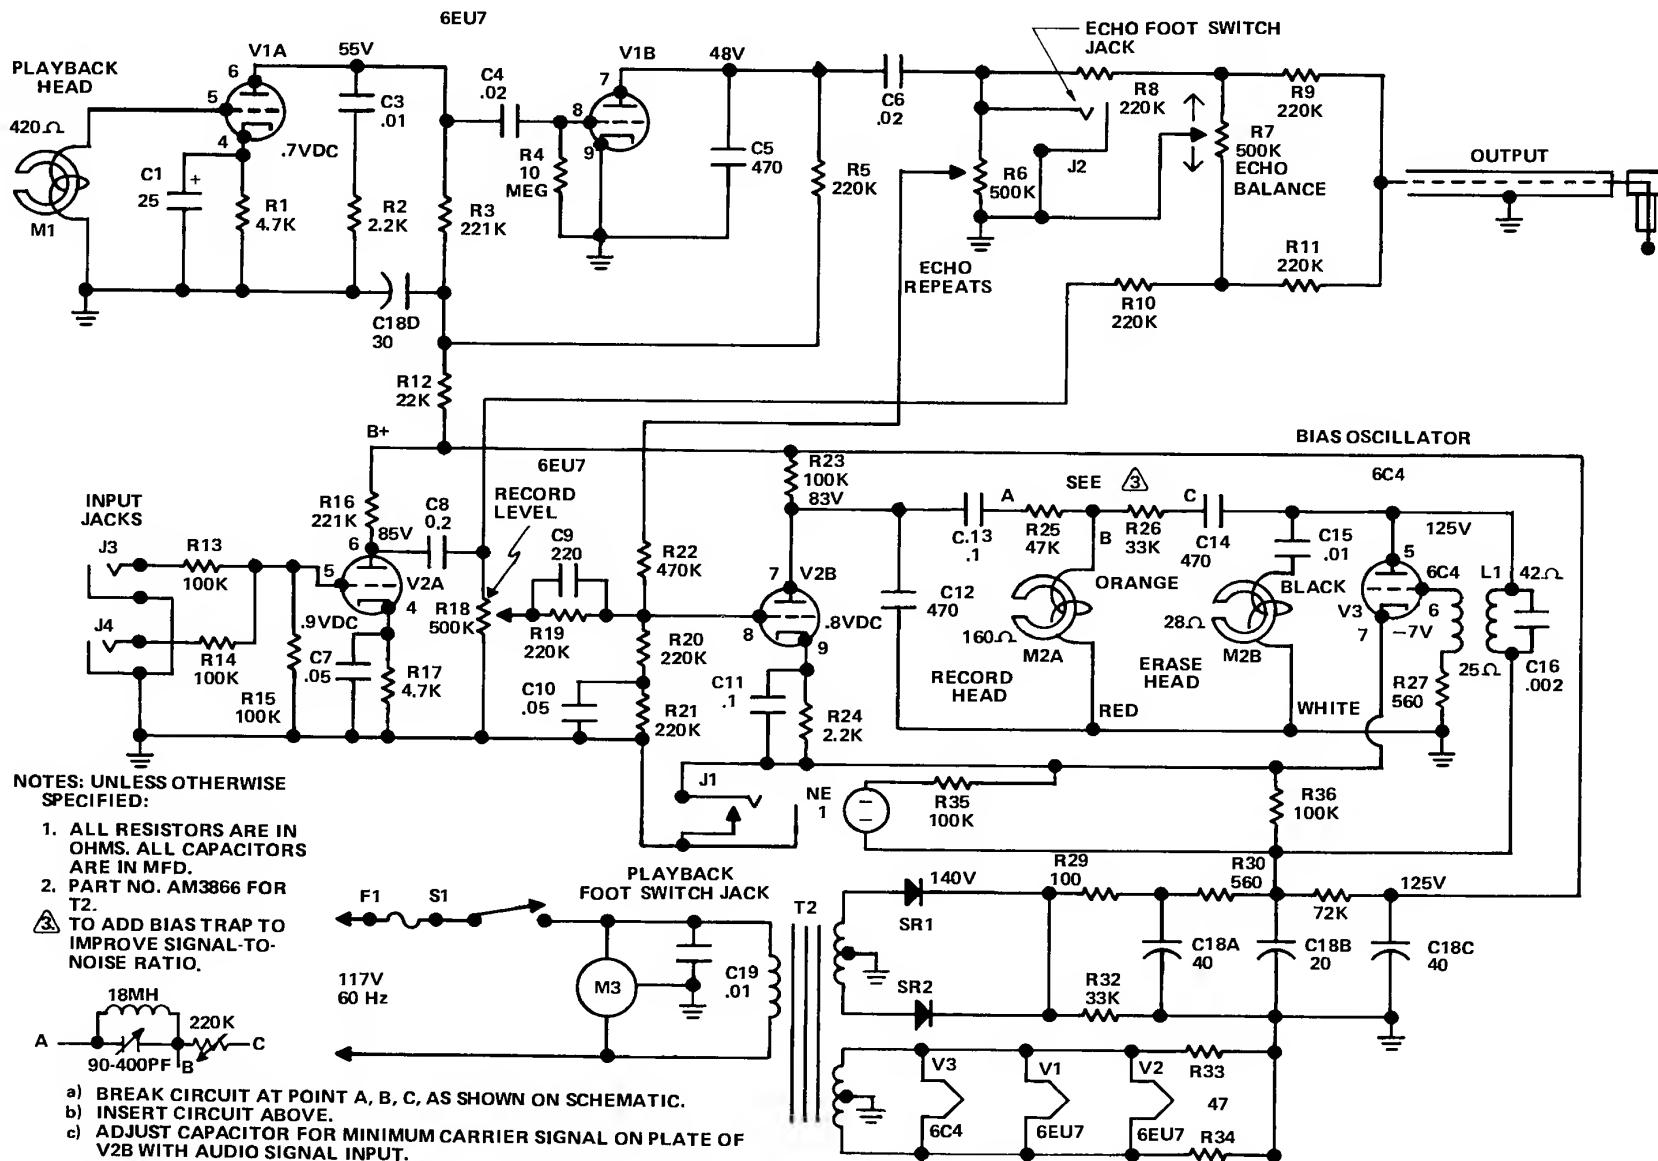 6EU7
PLAYBACK
HEAD
420Ω
M1
V1A
6
5
4
.7VDC
55V
C1
25
+
R1
4.7K
C3
.01
R2
2.2K
R3
221K
C18D
30
C4
.02
V1B
7
8
9
48V
R4
10
MEG
C5
470
R5
220K
C6
.02
ECHO FOOT SWITCH
JACK
R8
220K
R9
220K
R6
500K
J2
R7
500K
ECHO
BALANCE
OUTPUT
ECHO
REPEATS
R10
220K
R11
220K
R12
22K
B+
6EU7
BIAS OSCILLATOR
6C4
INPUT
JACKS
J3
J4
R13
100K
R14
100K
R15
100K
R16
221K
85V
6
5
4
V2A
.9VDC
C7
.05
R17
4.7K
C8
0.2
RECORD
LEVEL
R18
500K
C9
220
R19
220K
R22
470K
R20
220K
C10
.05
R21
220K
R23
100K
83V
7
V2B
8
9
.8VDC
C11
.1
R24
2.2K
C12
470
C.13
.1
A
R25
47K
SEE
3
B
R26
33K
C
C14
470
ORANGE
160Ω
M2A
RECORD
HEAD
RED
C15
.01
BLACK
28Ω
M2B
ERASE
HEAD
WHITE
125V
5
6C4
6
V3
7
−7V
L1
42Ω
25Ω
R27
560
C16
.002
J1
NE
1
R35
100K
R36
100K
PLAYBACK
FOOT SWITCH JACK
NOTES: UNLESS OTHERWISE
SPECIFIED:
1. ALL RESISTORS ARE IN
OHMS. ALL CAPACITORS
ARE IN MFD.
2. PART NO. AM3866 FOR
T2.
3. TO ADD BIAS TRAP TO
IMPROVE SIGNAL-TO-
NOISE RATIO.
18MH
220K
A
C
90-400PF
B
a) BREAK CIRCUIT AT POINT A, B, C, AS SHOWN ON SCHEMATIC.
b) INSERT CIRCUIT ABOVE.
c) ADJUST CAPACITOR FOR MINIMUM CARRIER SIGNAL ON PLATE OF
V2B WITH AUDIO SIGNAL INPUT.
F1
S1
117V
60 Hz
M3
C19
.01
T2
140V
SR1
SR2
R29
100
R30
560
72K
125V
C18A
40
C18B
20
C18C
40
R32
33K
V3
V1
V2
R33
47
6C4
6EU7
6EU7
R34